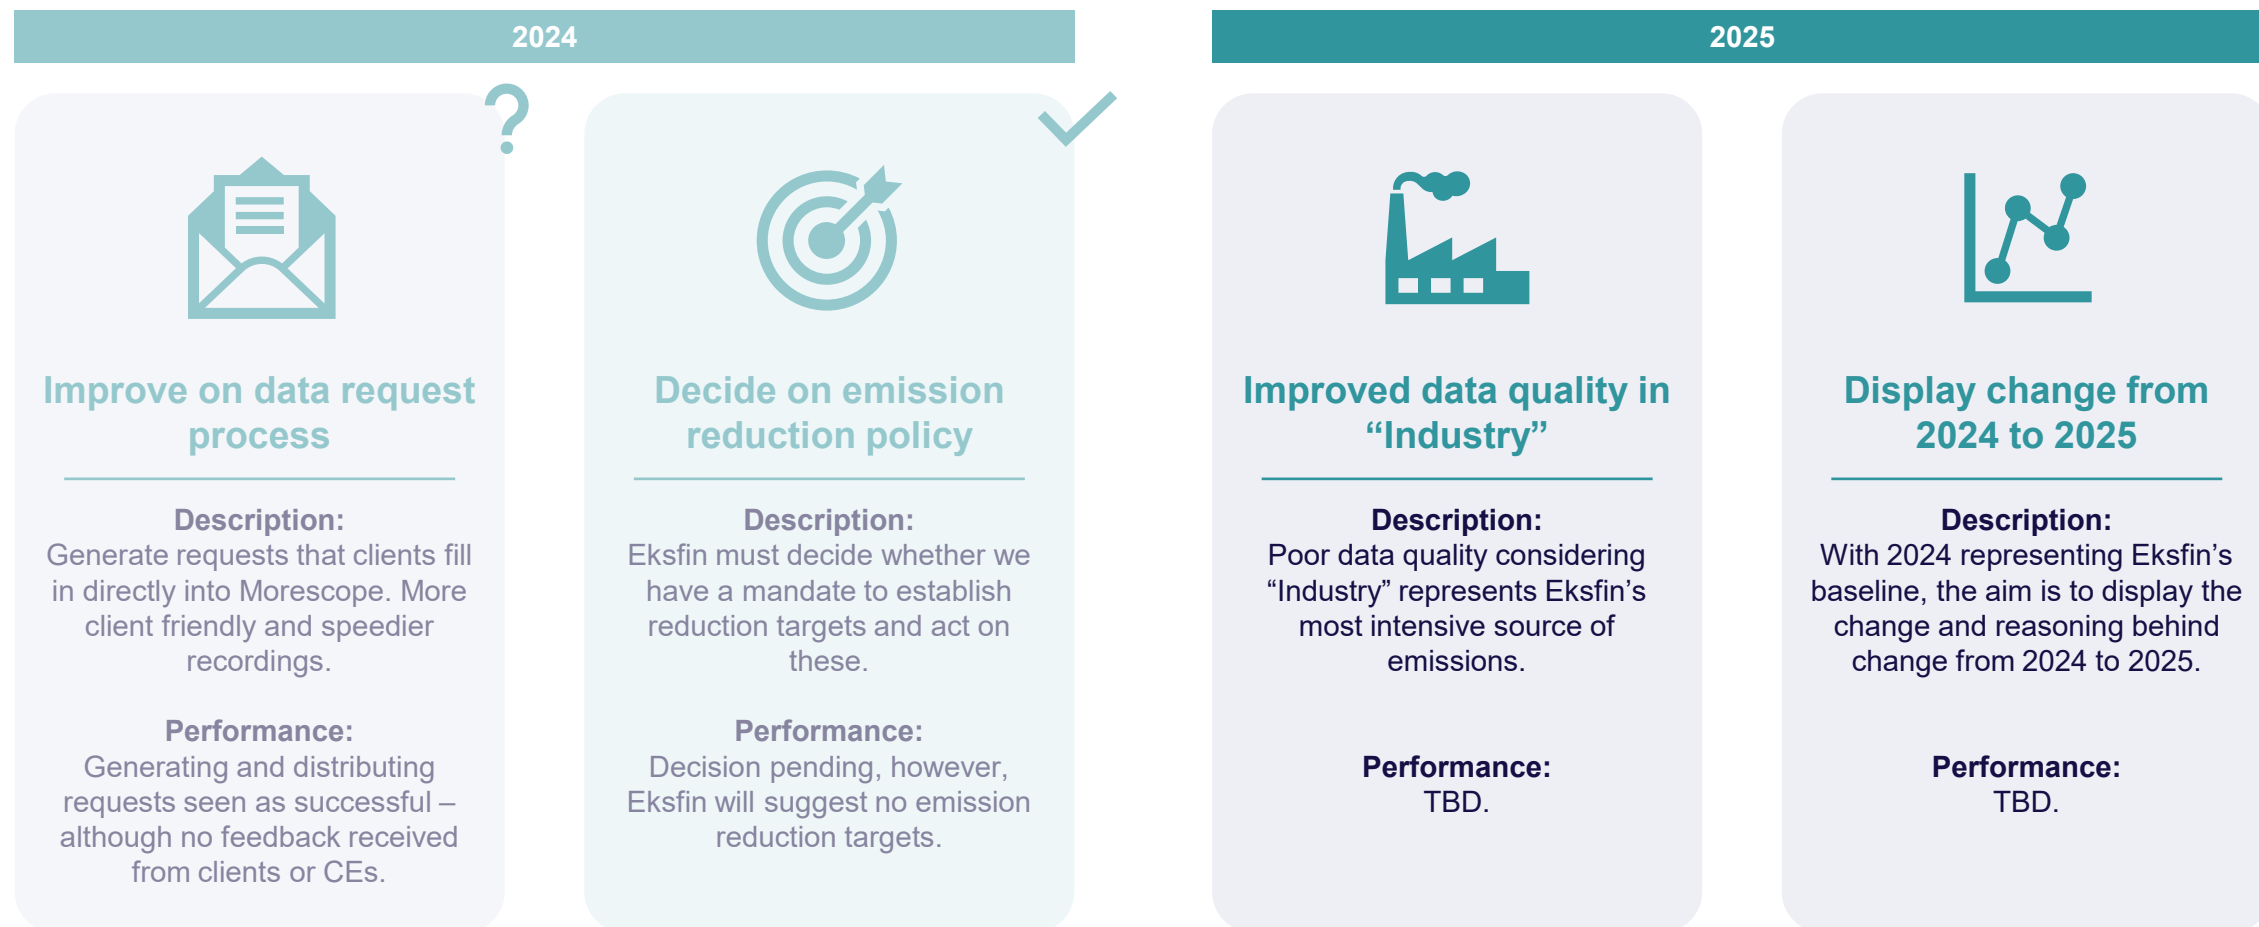 2024
Improve on data request
process
Description:
Generate requests that clients fill
in directly into Morescope. More
client friendly and speedier
recordings.
Performance:
Generating and distributing
requests seen as successful –
although no feedback received
from clients or CEs.
Decide on emission
reduction policy
Description:
Eksfin must decide whether we
have a mandate to establish
reduction targets and act on
these.
Performance:
Decision pending, however,
Eksfin will suggest no emission
reduction targets.
2025
Improved data quality in
“Industry”
Description:
Poor data quality considering
“Industry” represents Eksfin’s
most intensive source of
emissions.
Performance:
TBD.
Display change from
2024 to 2025
Description:
With 2024 representing Eksfin’s
baseline, the aim is to display the
change and reasoning behind
change from 2024 to 2025.
Performance:
TBD.